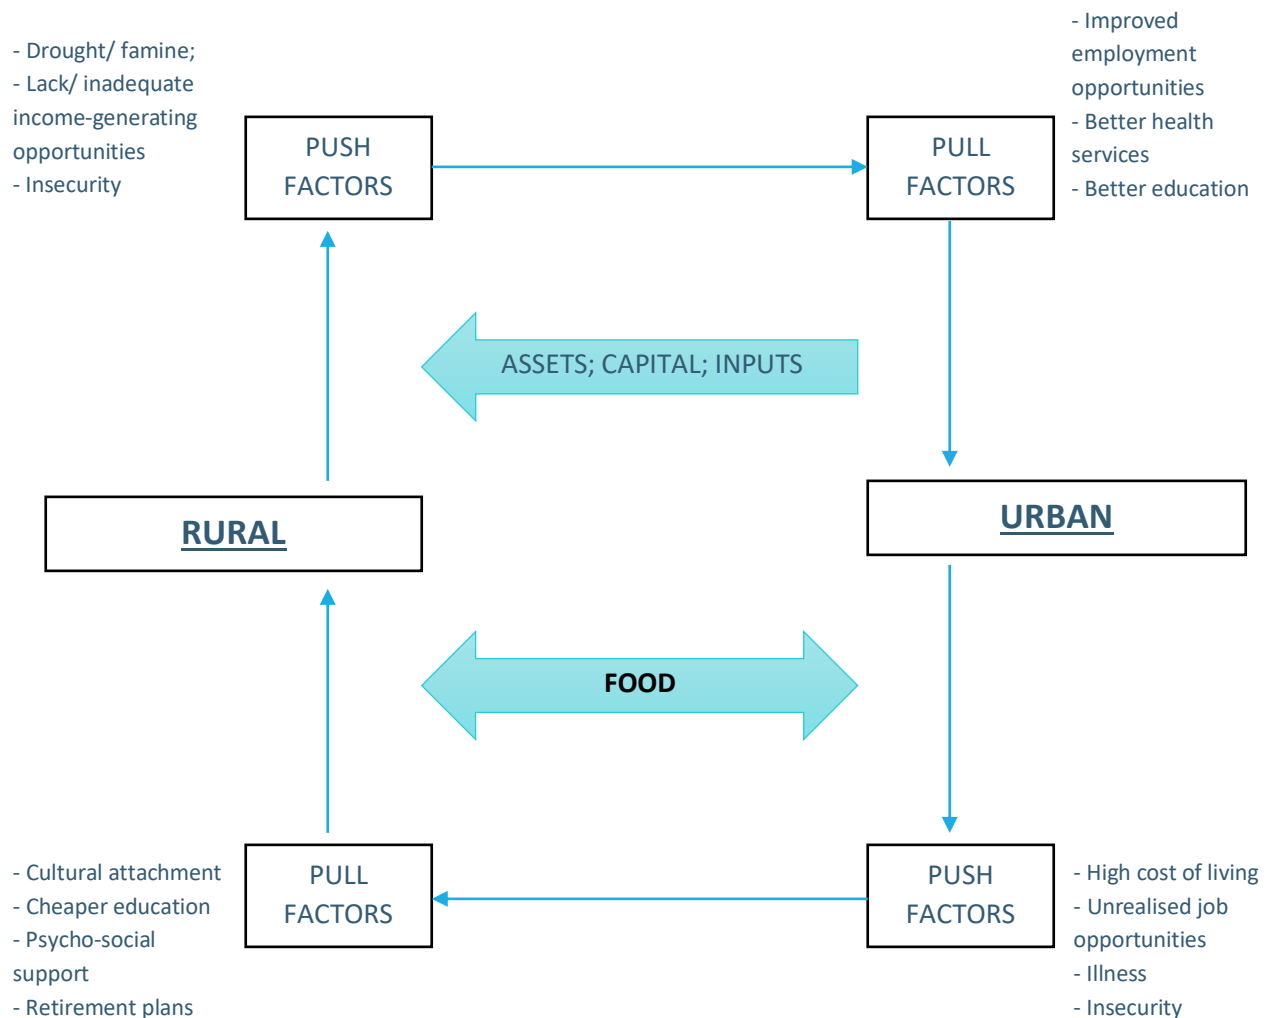 - Drought/ famine;
- Lack/ inadequate
income-generating
opportunities
- Insecurity
PUSH
FACTORS
PULL
FACTORS
- Improved
employment
opportunities
- Better health
services
- Better education
ASSETS; CAPITAL; INPUTS
RURAL
URBAN
FOOD
- Cultural attachment
- Cheaper education
- Psycho-social
support
- Retirement plans
PULL
FACTORS
PUSH
FACTORS
- High cost of living
- Unrealised job
opportunities
- Illness
- Insecurity